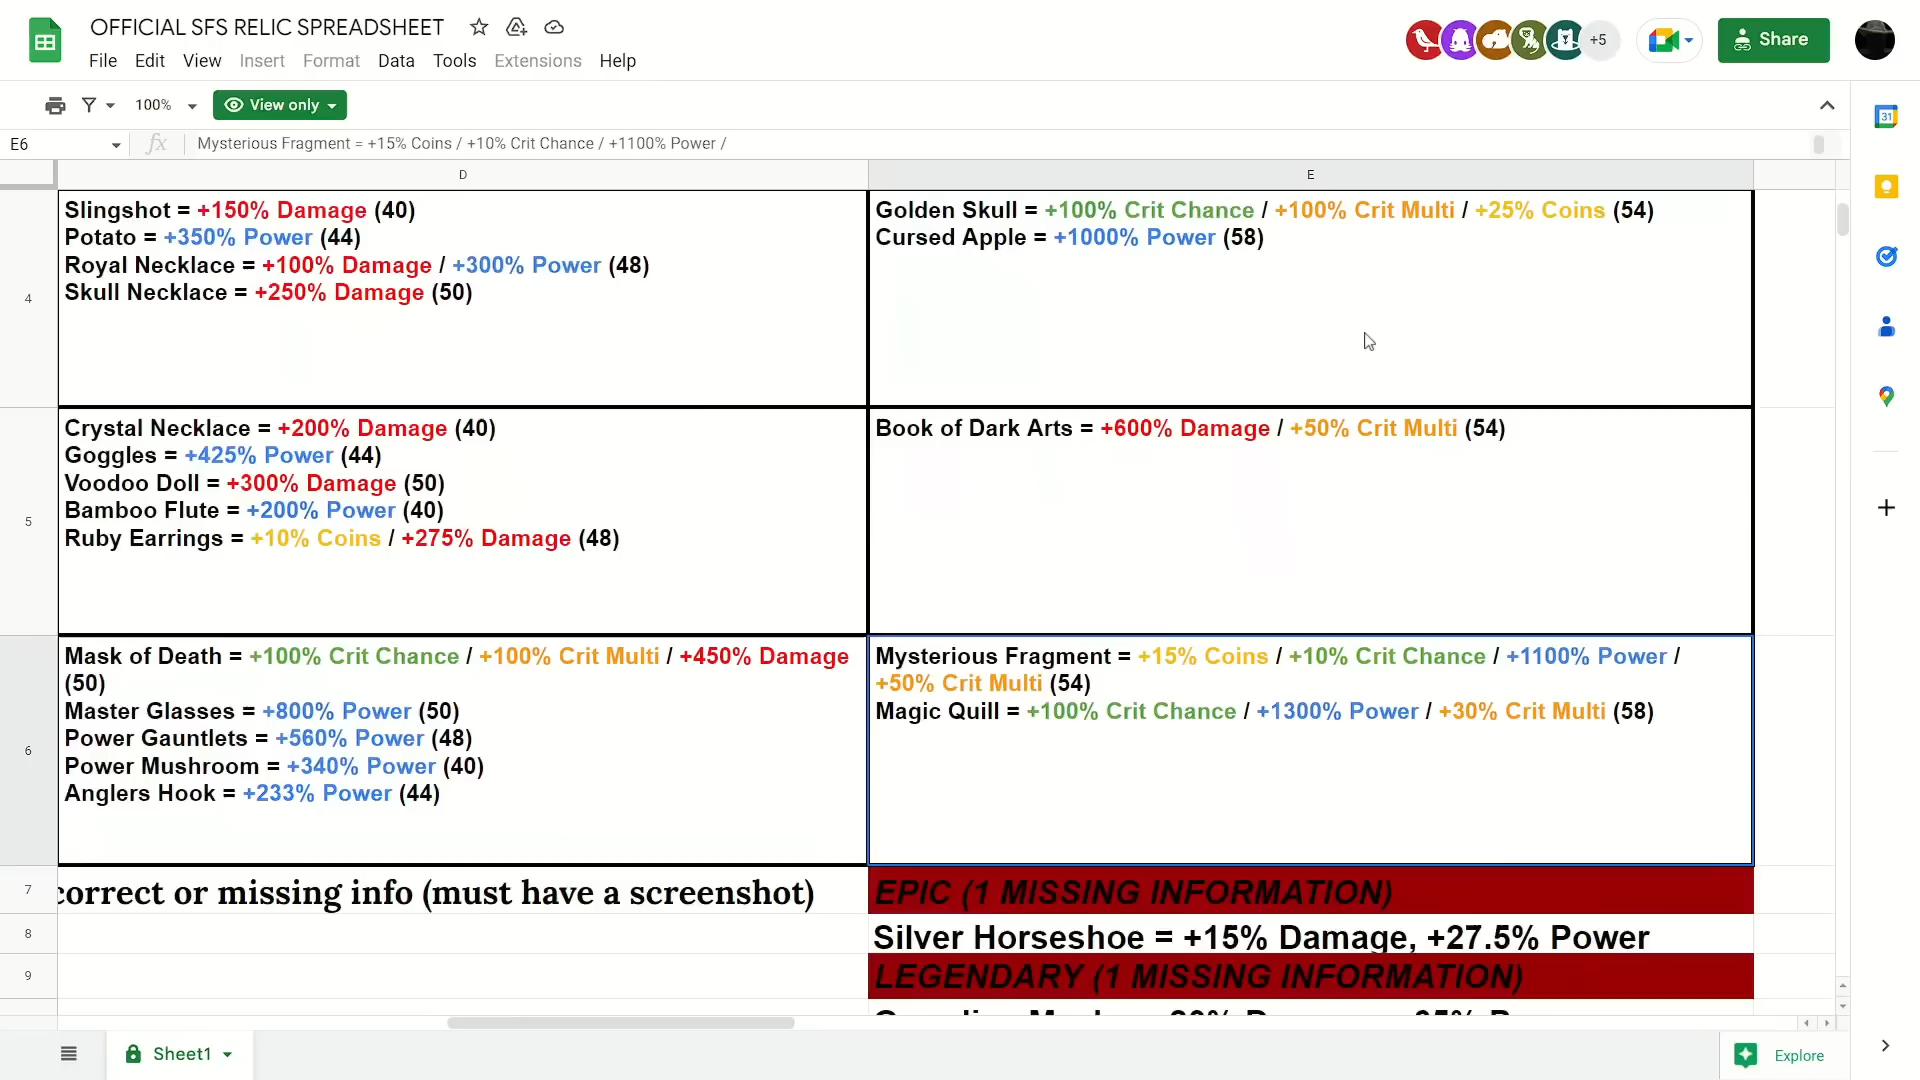 OFFICIAL SFS RELIC SPREADSHEET
File Edit View Insert Format Data Tools Extensions Help
+5
Share
100%
View only
31
E6
fx
Mysterious Fragment = +15% Coins / +10% Crit Chance / +1100% Power /
D
E
4
Slingshot = +150% Damage (40)
Potato = +350% Power (44)
Royal Necklace = +100% Damage / +300% Power (48)
Skull Necklace = +250% Damage (50)
Golden Skull = +100% Crit Chance / +100% Crit Multi / +25% Coins (54)
Cursed Apple = +1000% Power (58)
5
Crystal Necklace = +200% Damage (40)
Goggles = +425% Power (44)
Voodoo Doll = +300% Damage (50)
Bamboo Flute = +200% Power (40)
Ruby Earrings = +10% Coins / +275% Damage (48)
Book of Dark Arts = +600% Damage / +50% Crit Multi (54)
6
Mask of Death = +100% Crit Chance / +100% Crit Multi / +450% Damage
(50)
Master Glasses = +800% Power (50)
Power Gauntlets = +560% Power (48)
Power Mushroom = +340% Power (40)
Anglers Hook = +233% Power (44)
Mysterious Fragment = +15% Coins / +10% Crit Chance / +1100% Power /
+50% Crit Multi (54)
Magic Quill = +100% Crit Chance / +1300% Power / +30% Crit Multi (58)
7
correct or missing info (must have a screenshot)
EPIC (1 MISSING INFORMATION)
8
Silver Horseshoe = +15% Damage, +27.5% Power
9
LEGENDARY (1 MISSING INFORMATION)
Sheet1
Explore